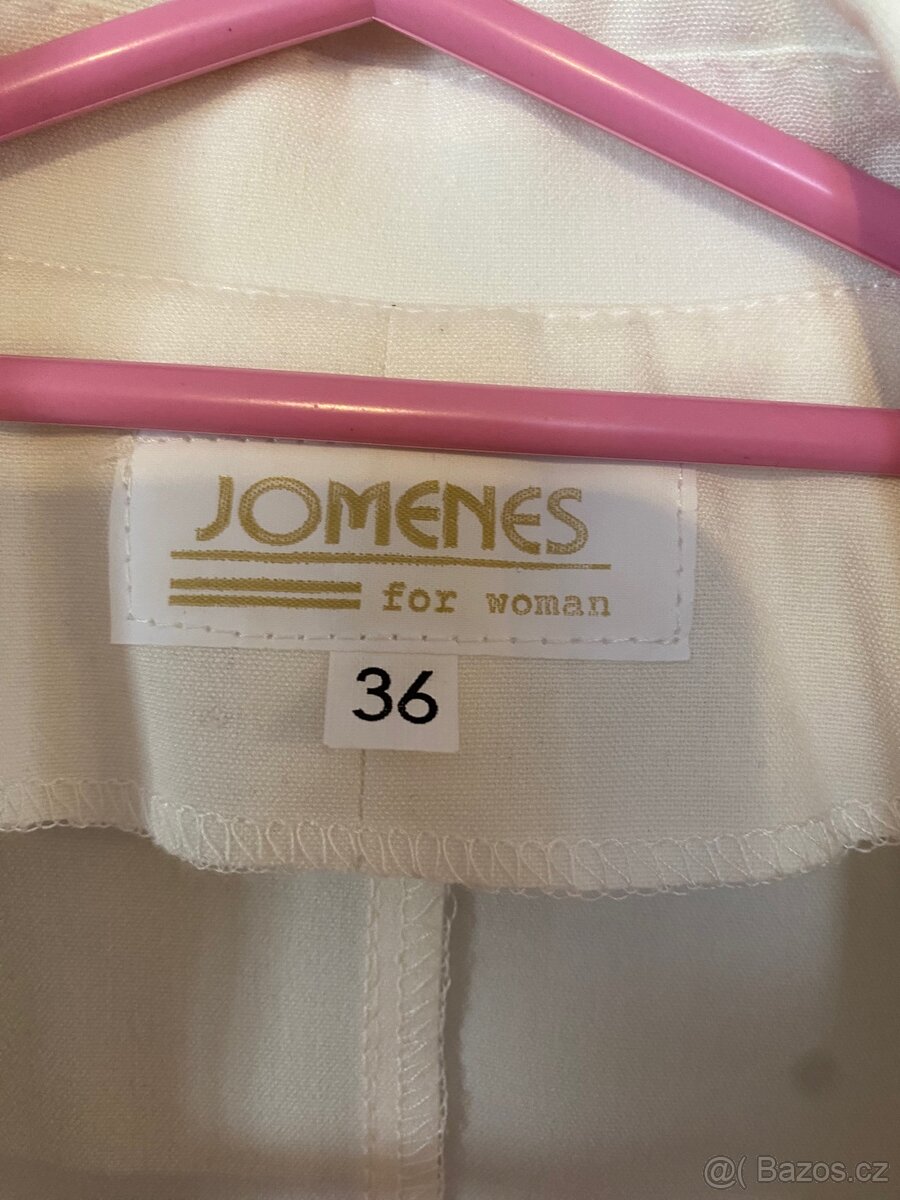 JOMENES
for woman
36
@( Bazos.cz